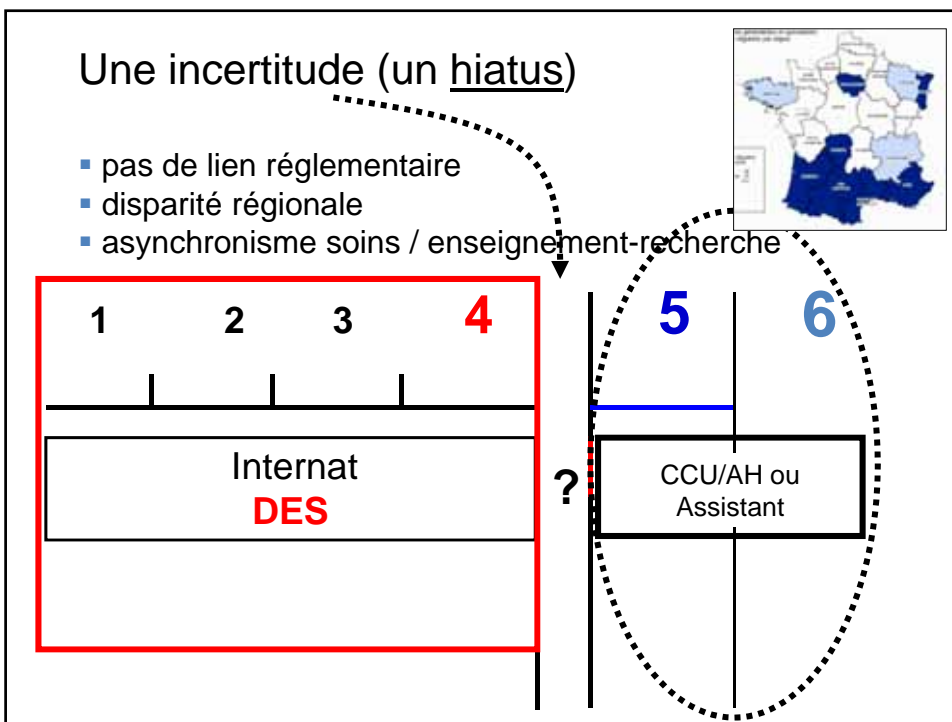 Une incertitude (un hiatus)
▪ pas de lien réglementaire
▪ disparité régionale
▪ asynchronisme soins / enseignement-recherche
1 2 3 4 5 6
Internat
DES
?
CCU/AH ou
Assistant